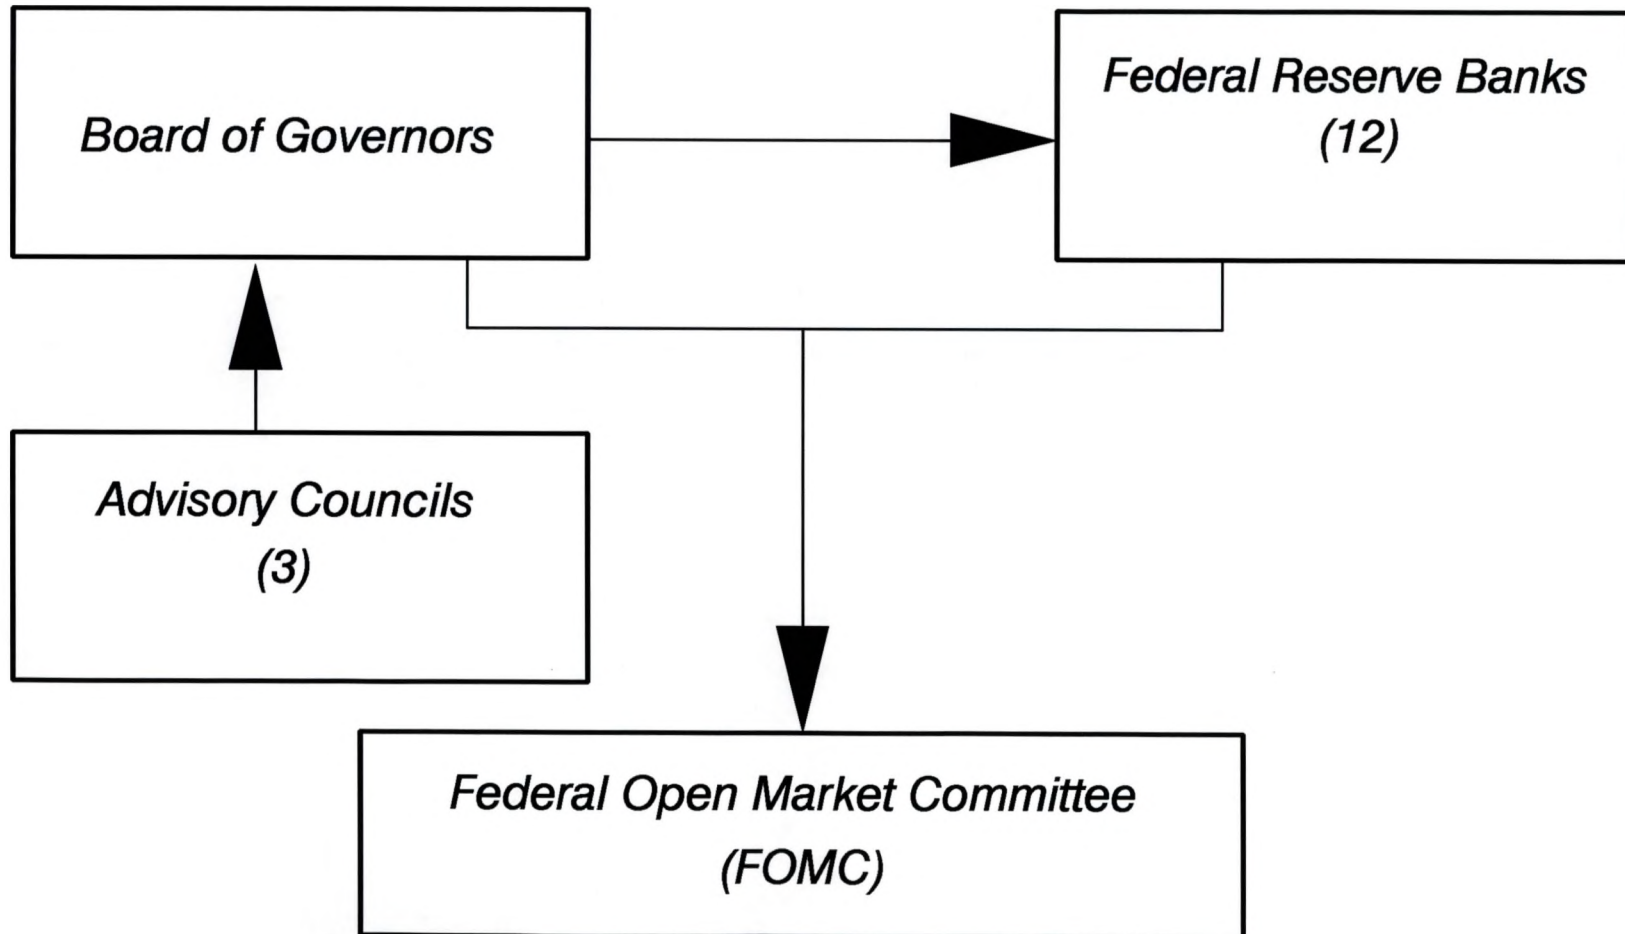 Board of Governors
Federal Reserve Banks
(12)
Advisory Councils
(3)
Federal Open Market Committee
(FOMC)